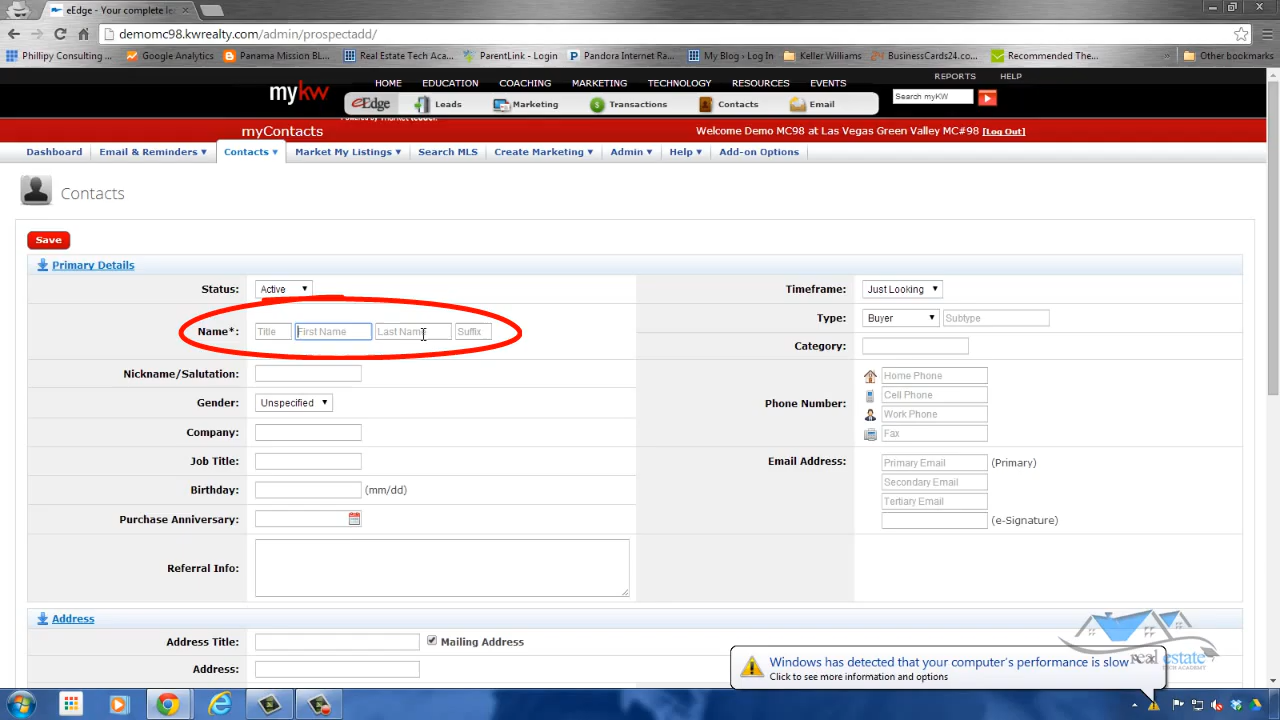 eEdge - Your complete le
demomc98.kwrealty.com/admin/prospectadd/
Phillipy Consulting ... Google Analytics Panama Mission BL... Real Estate Tech Aca... ParentLink - Login Pandora Internet Ra... My Blog › Log In Keller Williams BusinessCards24.co... Recommended The... » Other bookmarks
REPORTS HELP
mykw HOME EDUCATION COACHING MARKETING TECHNOLOGY RESOURCES EVENTS
eEdge Leads Marketing Transactions Contacts Email Search myKW
myContacts Welcome Demo MC98 at Las Vegas Green Valley MC#98 [Log Out]
Dashboard Email & Reminders Contacts Market My Listings Search MLS Create Marketing Admin Help Add-on Options
Contacts
Save
Primary Details
Status: Active Timeframe: Just Looking
Name*: Title First Name Last Name Suffix Type: Buyer Subtype
Category:
Nickname/Salutation: Home Phone
Cell Phone
Gender: Unspecified Phone Number:
Work Phone
Company: Fax
Job Title: Email Address: Primary Email (Primary)
Secondary Email
Birthday: (mm/dd)
Tertiary Email
Purchase Anniversary: (e-Signature)
Referral Info:
Address
Address Title: Mailing Address
Address:
real estate
TECH ACADEMY
Windows has detected that your computer's performance is slow
Click to see more information and options